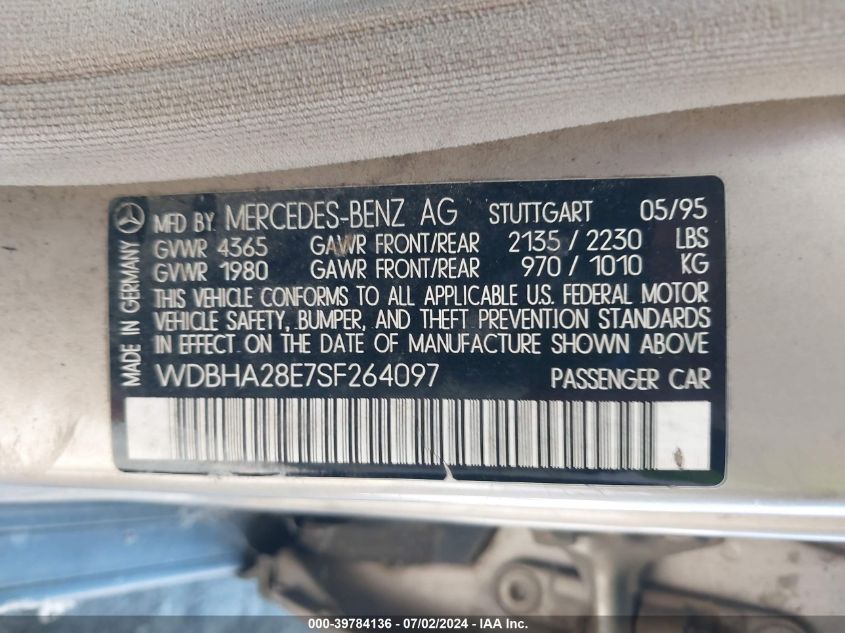 MADE IN GERMANY
MFD BY MERCEDES-BENZ AG STUTTGART 05/95
GVWR 4365 GAWR FRONT/REAR 2135 / 2230 LBS
GVWR 1980 GAWR FRONT/REAR 970 / 1010 KG
THIS VEHICLE CONFORMS TO ALL APPLICABLE U.S. FEDERAL MOTOR
VEHICLE SAFETY, BUMPER, AND THEFT PREVENTION STANDARDS
IN EFFECT ON THE DATE OF MANUFACTURE SHOWN ABOVE
WDBHA28E7SF264097 PASSENGER CAR
000-39784136 - 07/02/2024 - IAA Inc.